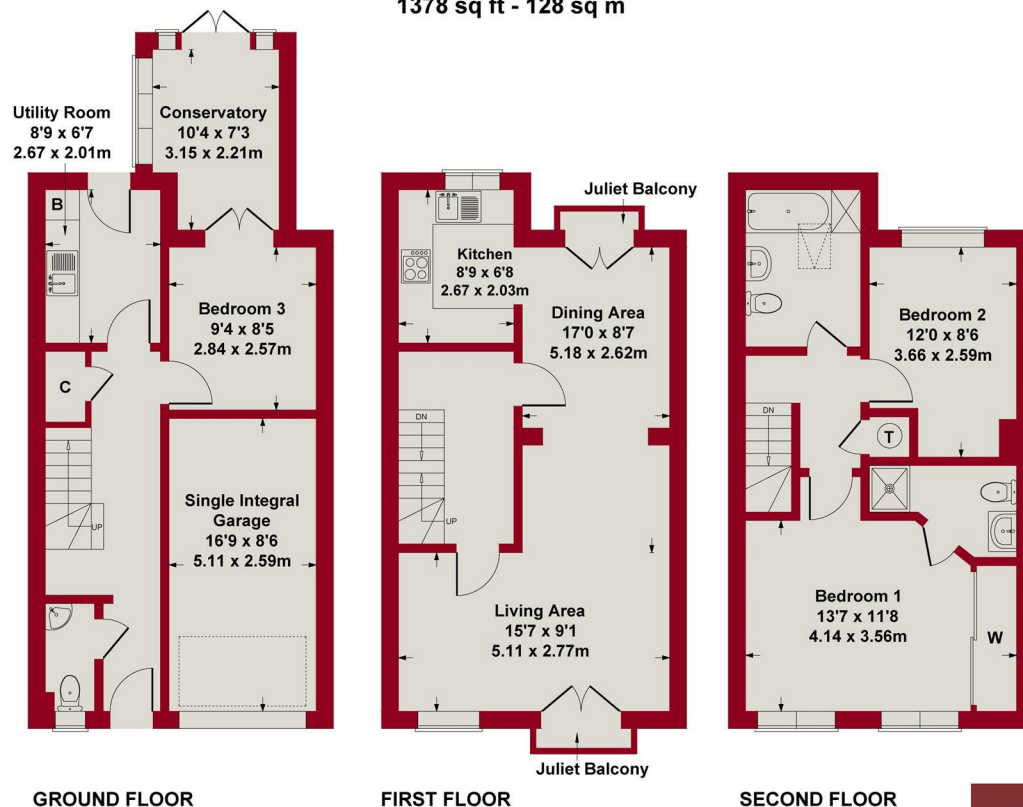 1378 sq ft - 128 sq m
Utility Room
8'9 x 6'7
2.67 x 2.01m
Conservatory
10'4 x 7'3
3.15 x 2.21m
B
Bedroom 3
9'4 x 8'5
2.84 x 2.57m
C
UP
Single Integral
Garage
16'9 x 8'6
5.11 x 2.59m
GROUND FLOOR
Juliet Balcony
Kitchen
8'9 x 6'8
2.67 x 2.03m
Dining Area
17'0 x 8'7
5.18 x 2.62m
DN
UP
Living Area
15'7 x 9'1
5.11 x 2.77m
Juliet Balcony
FIRST FLOOR
Bedroom 2
12'0 x 8'6
3.66 x 2.59m
DN
T
Bedroom 1
13'7 x 11'8
4.14 x 3.56m
W
SECOND FLOOR